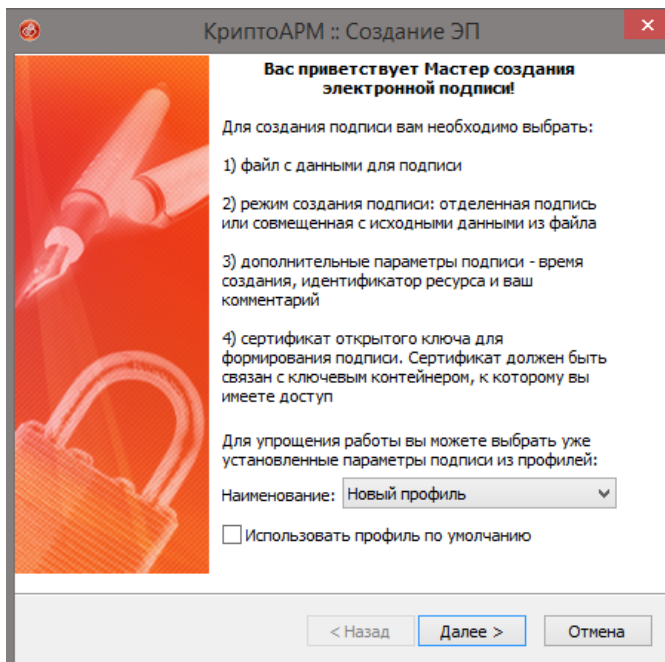 КриптоАРМ :: Создание ЭП
Вас приветствует Мастер создания
электронной подписи!
Для создания подписи вам необходимо выбрать:
1) файл с данными для подписи
2) режим создания подписи: отделенная подпись
или совмещенная с исходными данными из файла
3) дополнительные параметры подписи - время
создания, идентификатор ресурса и ваш
комментарий
4) сертификат открытого ключа для
формирования подписи. Сертификат должен быть
связан с ключевым контейнером, к которому вы
имеете доступ
Для упрощения работы вы можете выбрать уже
установленные параметры подписи из профилей:
Наименование: Новый профиль
Использовать профиль по умолчанию
< Назад Далее > Отмена